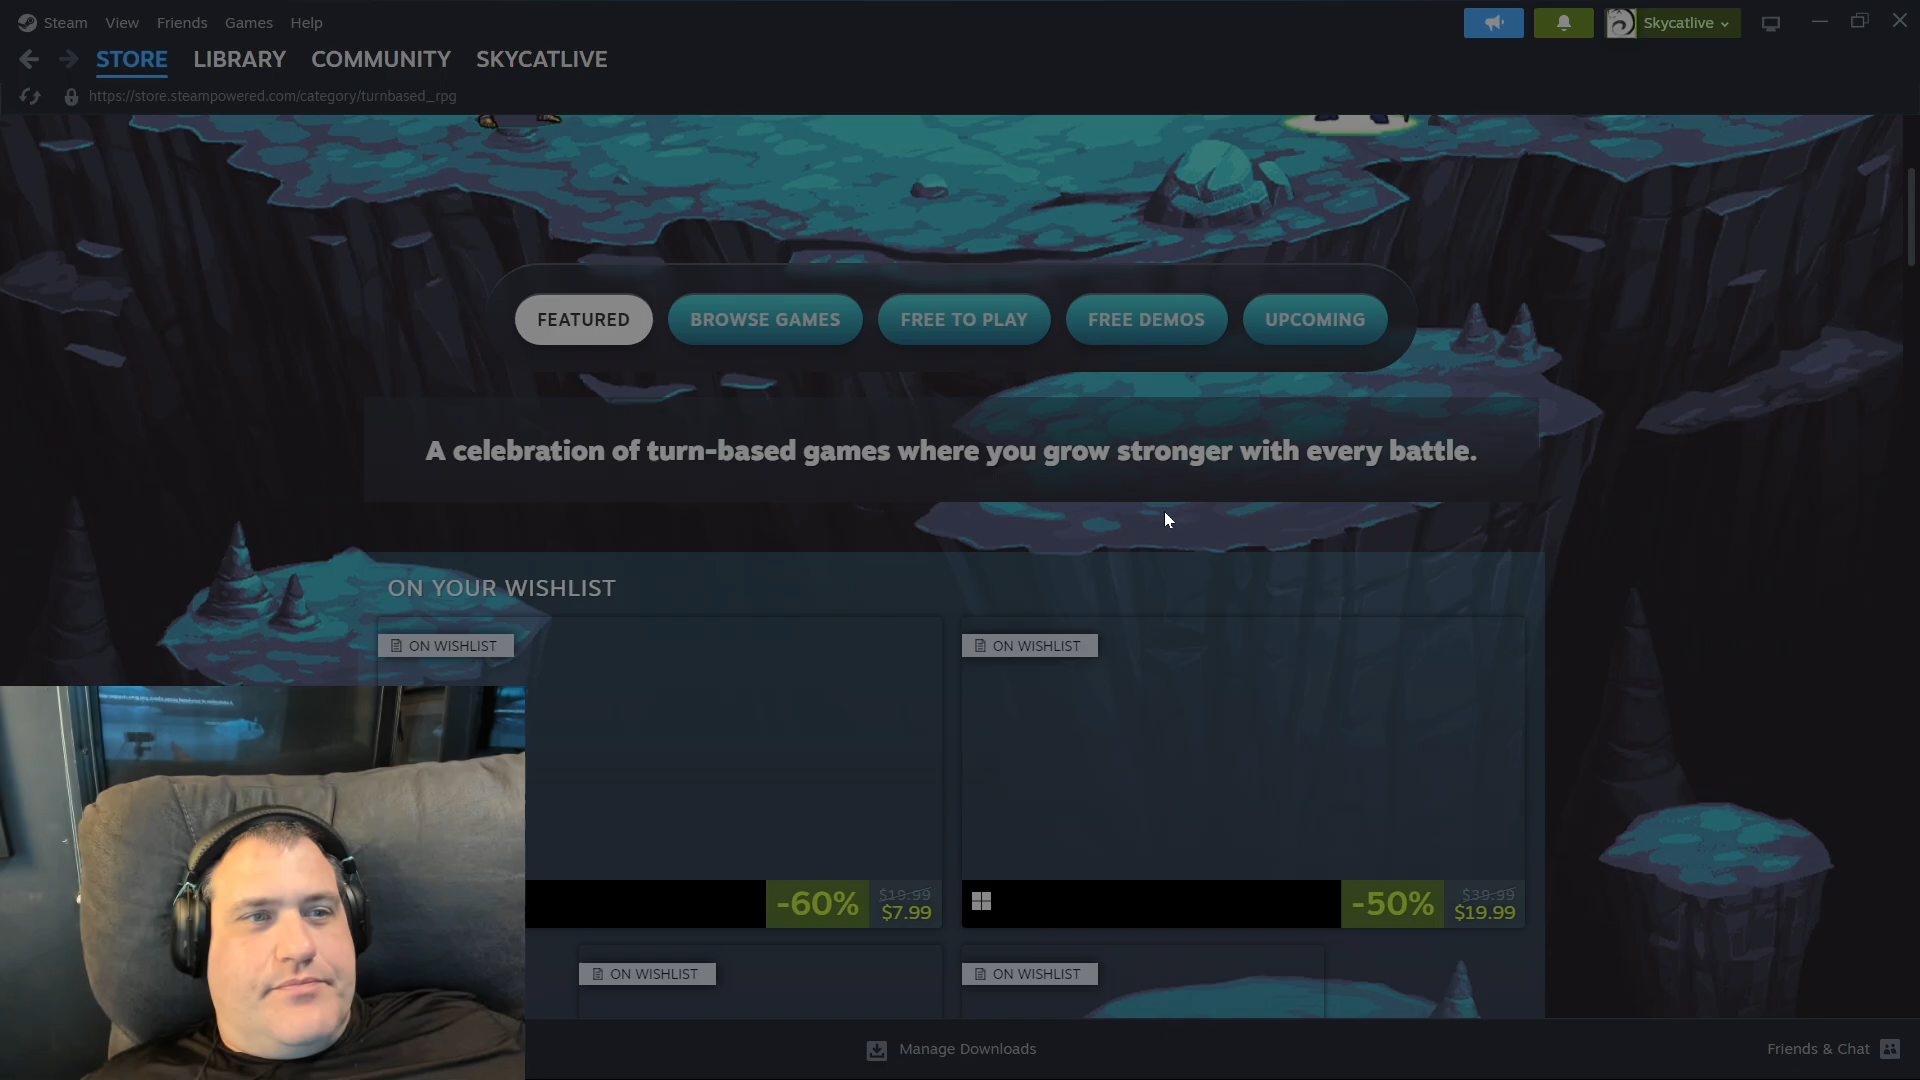 Steam View Friends Games Help
Skycatlive
STORE LIBRARY COMMUNITY SKYCATLIVE
https://store.steampowered.com/category/turnbased_rpg
FEATURED BROWSE GAMES FREE TO PLAY FREE DEMOS UPCOMING
A celebration of turn-based games where you grow stronger with every battle.
ON YOUR WISHLIST
ON WISHLIST
ON WISHLIST
-60% $19.99 $7.99
-50% $39.99 $19.99
ON WISHLIST
ON WISHLIST
Manage Downloads
Friends & Chat